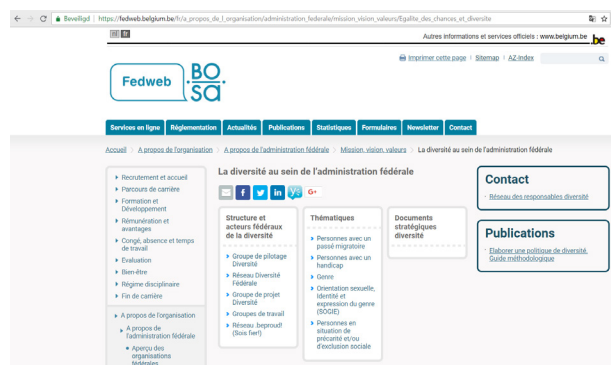 Beveiligd | https://fedweb.belgium.be/fr/a_propos_de_l_organisation/administration_federale/mission_vision_valeurs/Egalite_des_chances_et_diversite
nl fr
Autres informations et services officiels : www.belgium.be
.be
Imprimer cette page | Sitemap | AZ-Index
Fedweb
BO
SA
Services en ligne Réglementation Actualités Publications Statistiques Formulaires Newsletter Contact
Accueil A propos de l'organisation A propos de l'administration fédérale Mission, vision, valeurs La diversité au sein de l'administration fédérale
Recrutement et accueil
Parcours de carrière
Formation et
Développement
Rémunération et
avantages
Congé, absence et temps
de travail
Evaluation
Bien-être
Régime disciplinaire
Fin de carrière
A propos de l'organisation
A propos de
l'administration fédérale
Aperçu des
organisations
fédérales
La diversité au sein de l'administration fédérale
f in G+
Structure et
acteurs fédéraux
de la diversité
Groupe de pilotage
Diversité
Réseau Diversité
Fédérale
Groupe de projet
Diversité
Groupes de travail
Réseau .beproud!
(Sois fier!)
Thématiques
Personnes avec un
passé migratoire
Personnes avec un
handicap
Genre
Orientation sexuelle,
identité et
expression du genre
(SOGIE)
Personnes en
situation de
précarité et/ou
d'exclusion sociale
Documents
stratégiques
diversité
Contact
Réseau des responsables diversité
Publications
Elaborer une politique de diversité.
Guide méthodologique